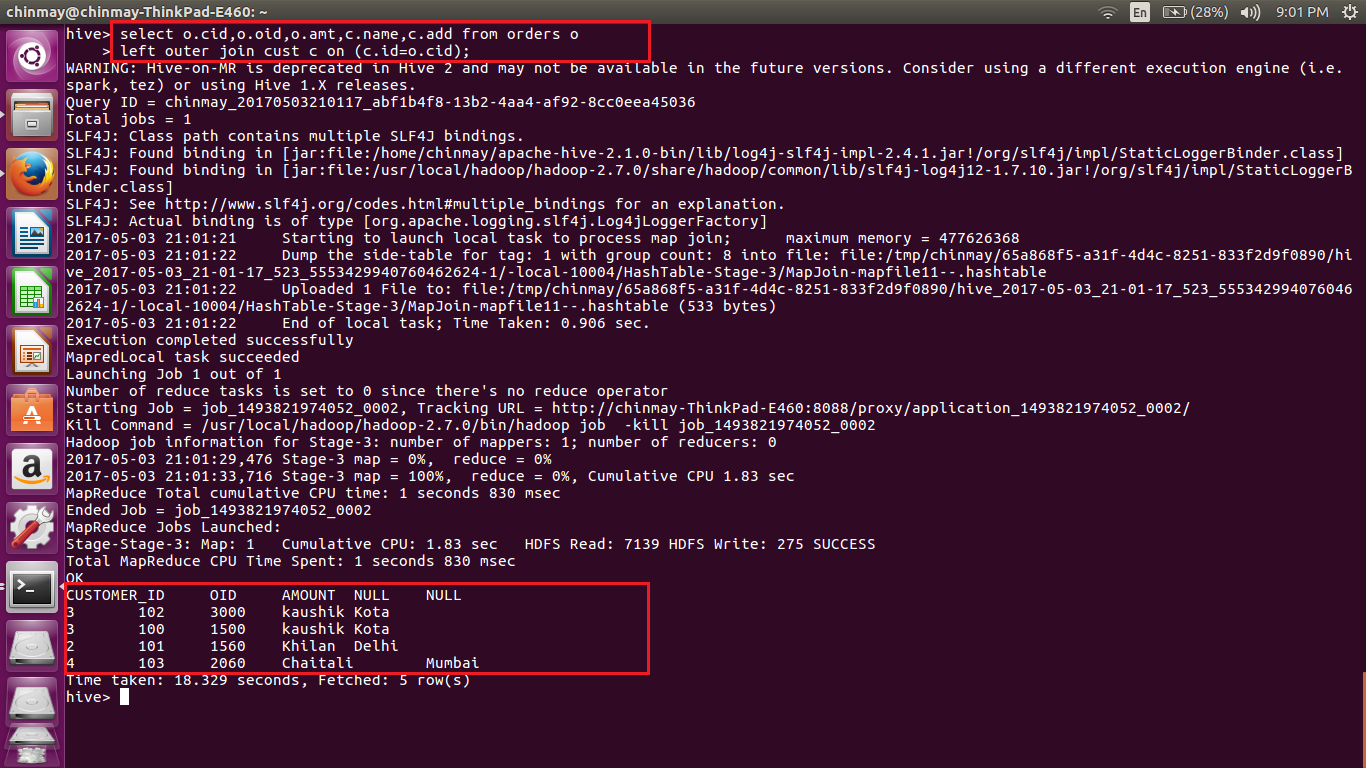 chinmay@chinmay-ThinkPad-E460: ~ En (28%) 9:01 PM
hive> select o.cid,o.oid,o.amt,c.name,c.add from orders o
    > left outer join cust c on (c.id=o.cid);
WARNING: Hive-on-MR is deprecated in Hive 2 and may not be available in the future versions. Consider using a different execution engine (i.e.
spark, tez) or using Hive 1.X releases.
Query ID = chinmay_20170503210117_abf1b4f8-13b2-4aa4-af92-8cc0eea45036
Total jobs = 1
SLF4J: Class path contains multiple SLF4J bindings.
SLF4J: Found binding in [jar:file:/home/chinmay/apache-hive-2.1.0-bin/lib/log4j-slf4j-impl-2.4.1.jar!/org/slf4j/impl/StaticLoggerBinder.class]
SLF4J: Found binding in [jar:file:/usr/local/hadoop/hadoop-2.7.0/share/hadoop/common/lib/slf4j-log4j12-1.7.10.jar!/org/slf4j/impl/StaticLoggerB
inder.class]
SLF4J: See http://www.slf4j.org/codes.html#multiple_bindings for an explanation.
SLF4J: Actual binding is of type [org.apache.logging.slf4j.Log4jLoggerFactory]
2017-05-03 21:01:21     Starting to launch local task to process map join;      maximum memory = 477626368
2017-05-03 21:01:22     Dump the side-table for tag: 1 with group count: 8 into file: file:/tmp/chinmay/65a868f5-a31f-4d4c-8251-833f2d9f0890/hi
ve_2017-05-03_21-01-17_523_5553429940760462624-1/-local-10004/HashTable-Stage-3/MapJoin-mapfile11--.hashtable
2017-05-03 21:01:22     Uploaded 1 File to: file:/tmp/chinmay/65a868f5-a31f-4d4c-8251-833f2d9f0890/hive_2017-05-03_21-01-17_523_555342994076046
2624-1/-local-10004/HashTable-Stage-3/MapJoin-mapfile11--.hashtable (533 bytes)
2017-05-03 21:01:22     End of local task; Time Taken: 0.906 sec.
Execution completed successfully
MapredLocal task succeeded
Launching Job 1 out of 1
Number of reduce tasks is set to 0 since there's no reduce operator
Starting Job = job_1493821974052_0002, Tracking URL = http://chinmay-ThinkPad-E460:8088/proxy/application_1493821974052_0002/
Kill Command = /usr/local/hadoop/hadoop-2.7.0/bin/hadoop job  -kill job_1493821974052_0002
Hadoop job information for Stage-3: number of mappers: 1; number of reducers: 0
2017-05-03 21:01:29,476 Stage-3 map = 0%,  reduce = 0%
2017-05-03 21:01:33,716 Stage-3 map = 100%,  reduce = 0%, Cumulative CPU 1.83 sec
MapReduce Total cumulative CPU time: 1 seconds 830 msec
Ended Job = job_1493821974052_0002
MapReduce Jobs Launched:
Stage-Stage-3: Map: 1   Cumulative CPU: 1.83 sec   HDFS Read: 7139 HDFS Write: 275 SUCCESS
Total MapReduce CPU Time Spent: 1 seconds 830 msec
OK
CUSTOMER_ID     OID     AMOUNT  NULL    NULL
3       102     3000    kaushik Kota
3       100     1500    kaushik Kota
2       101     1560    Khilan  Delhi
4       103     2060    Chaitali        Mumbai
Time taken: 18.329 seconds, Fetched: 5 row(s)
hive>